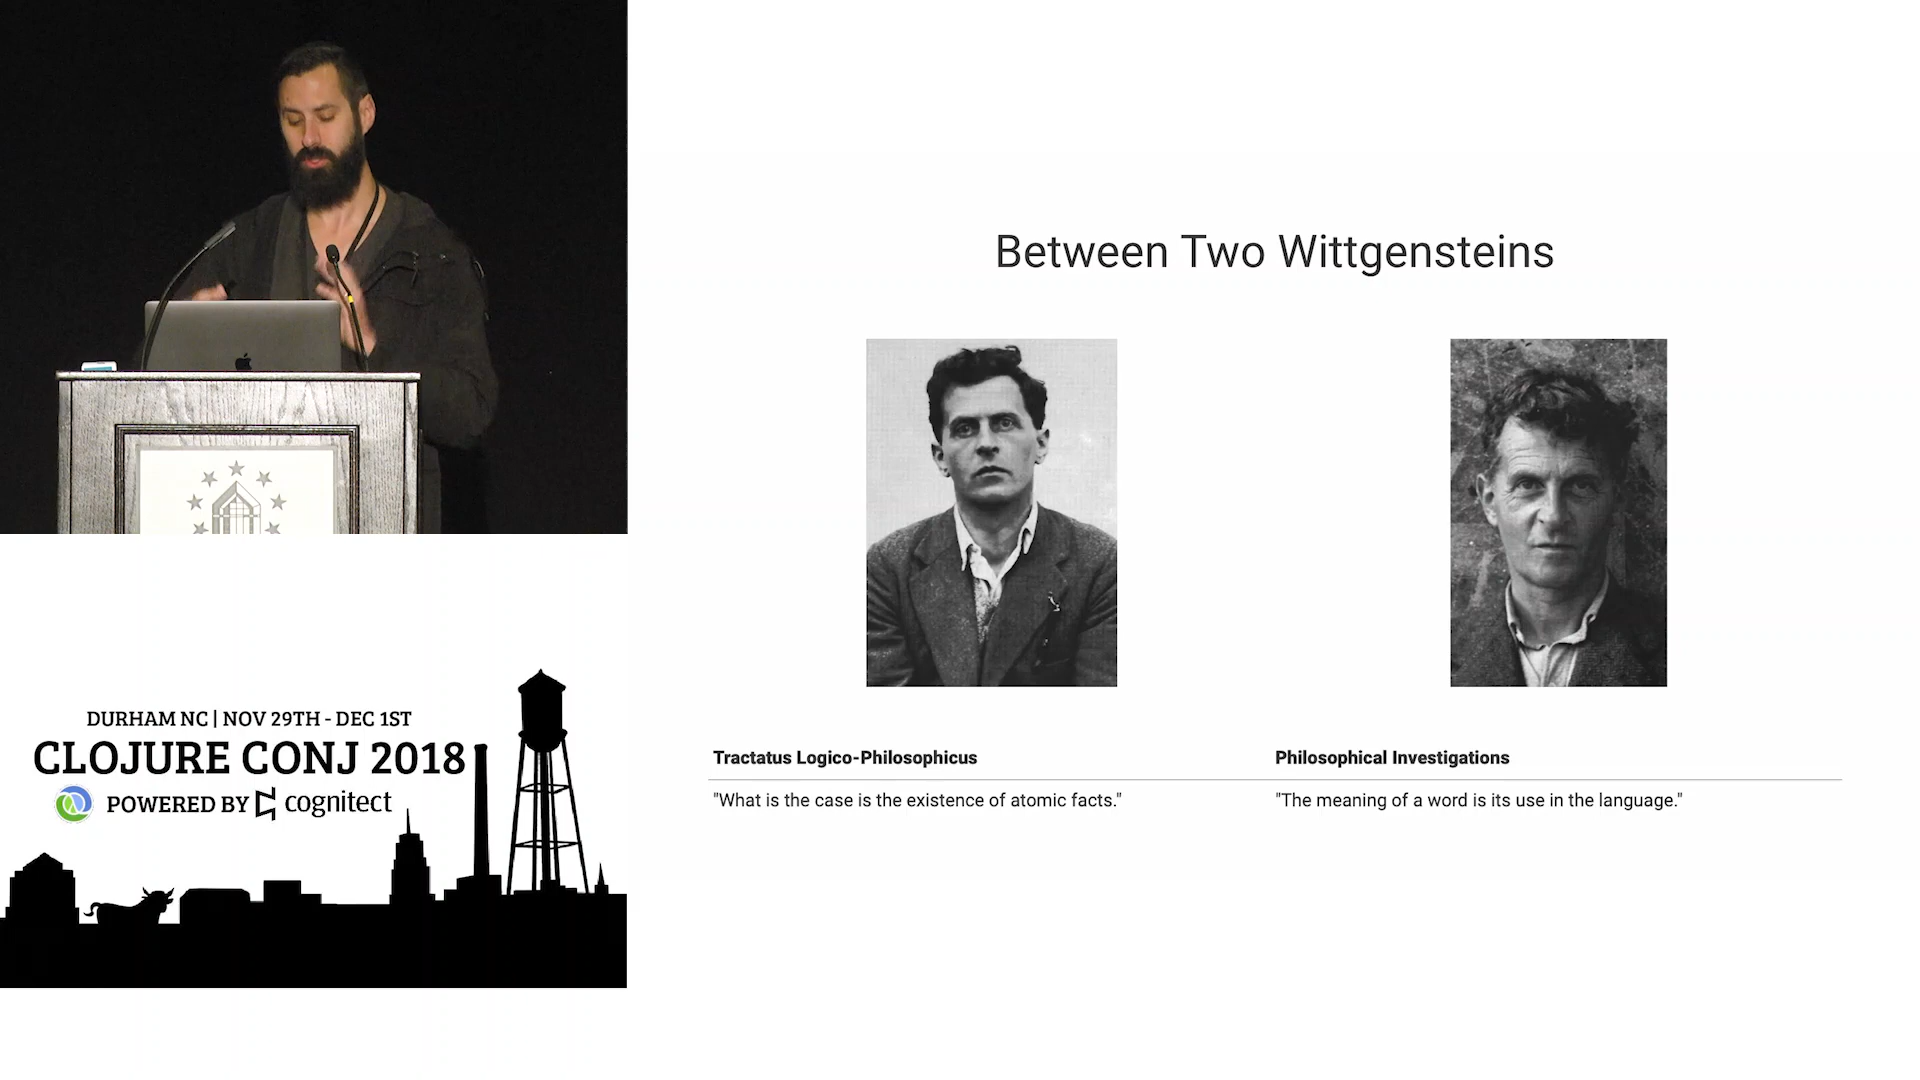 Between Two Wittgensteins
Tractatus Logico-Philosophicus
Philosophical Investigations
"What is the case is the existence of atomic facts."
"The meaning of a word is its use in the language."
DURHAM NC | NOV 29TH - DEC 1ST
CLOJURE CONJ 2018
POWERED BY cognitect